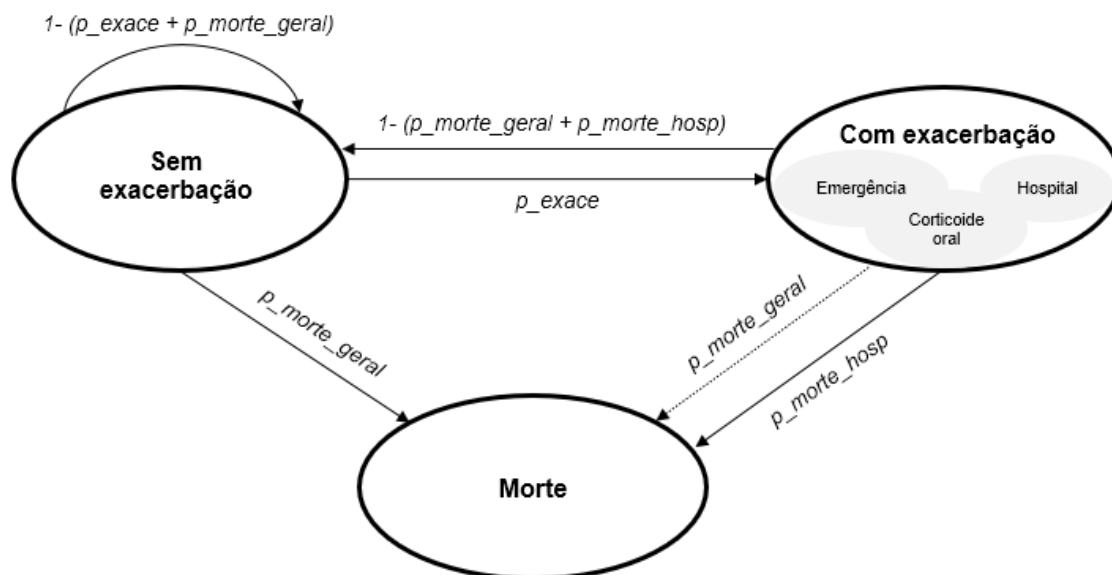 1- (p_exace + p_morte_geral)
Sem
exacerbação
1- (p_morte_geral + p_morte_hosp)
p_exace
Com exacerbação
Emergência
Hospital
Corticoide
oral
p_morte_geral
p_morte_geral
p_morte_hosp
Morte